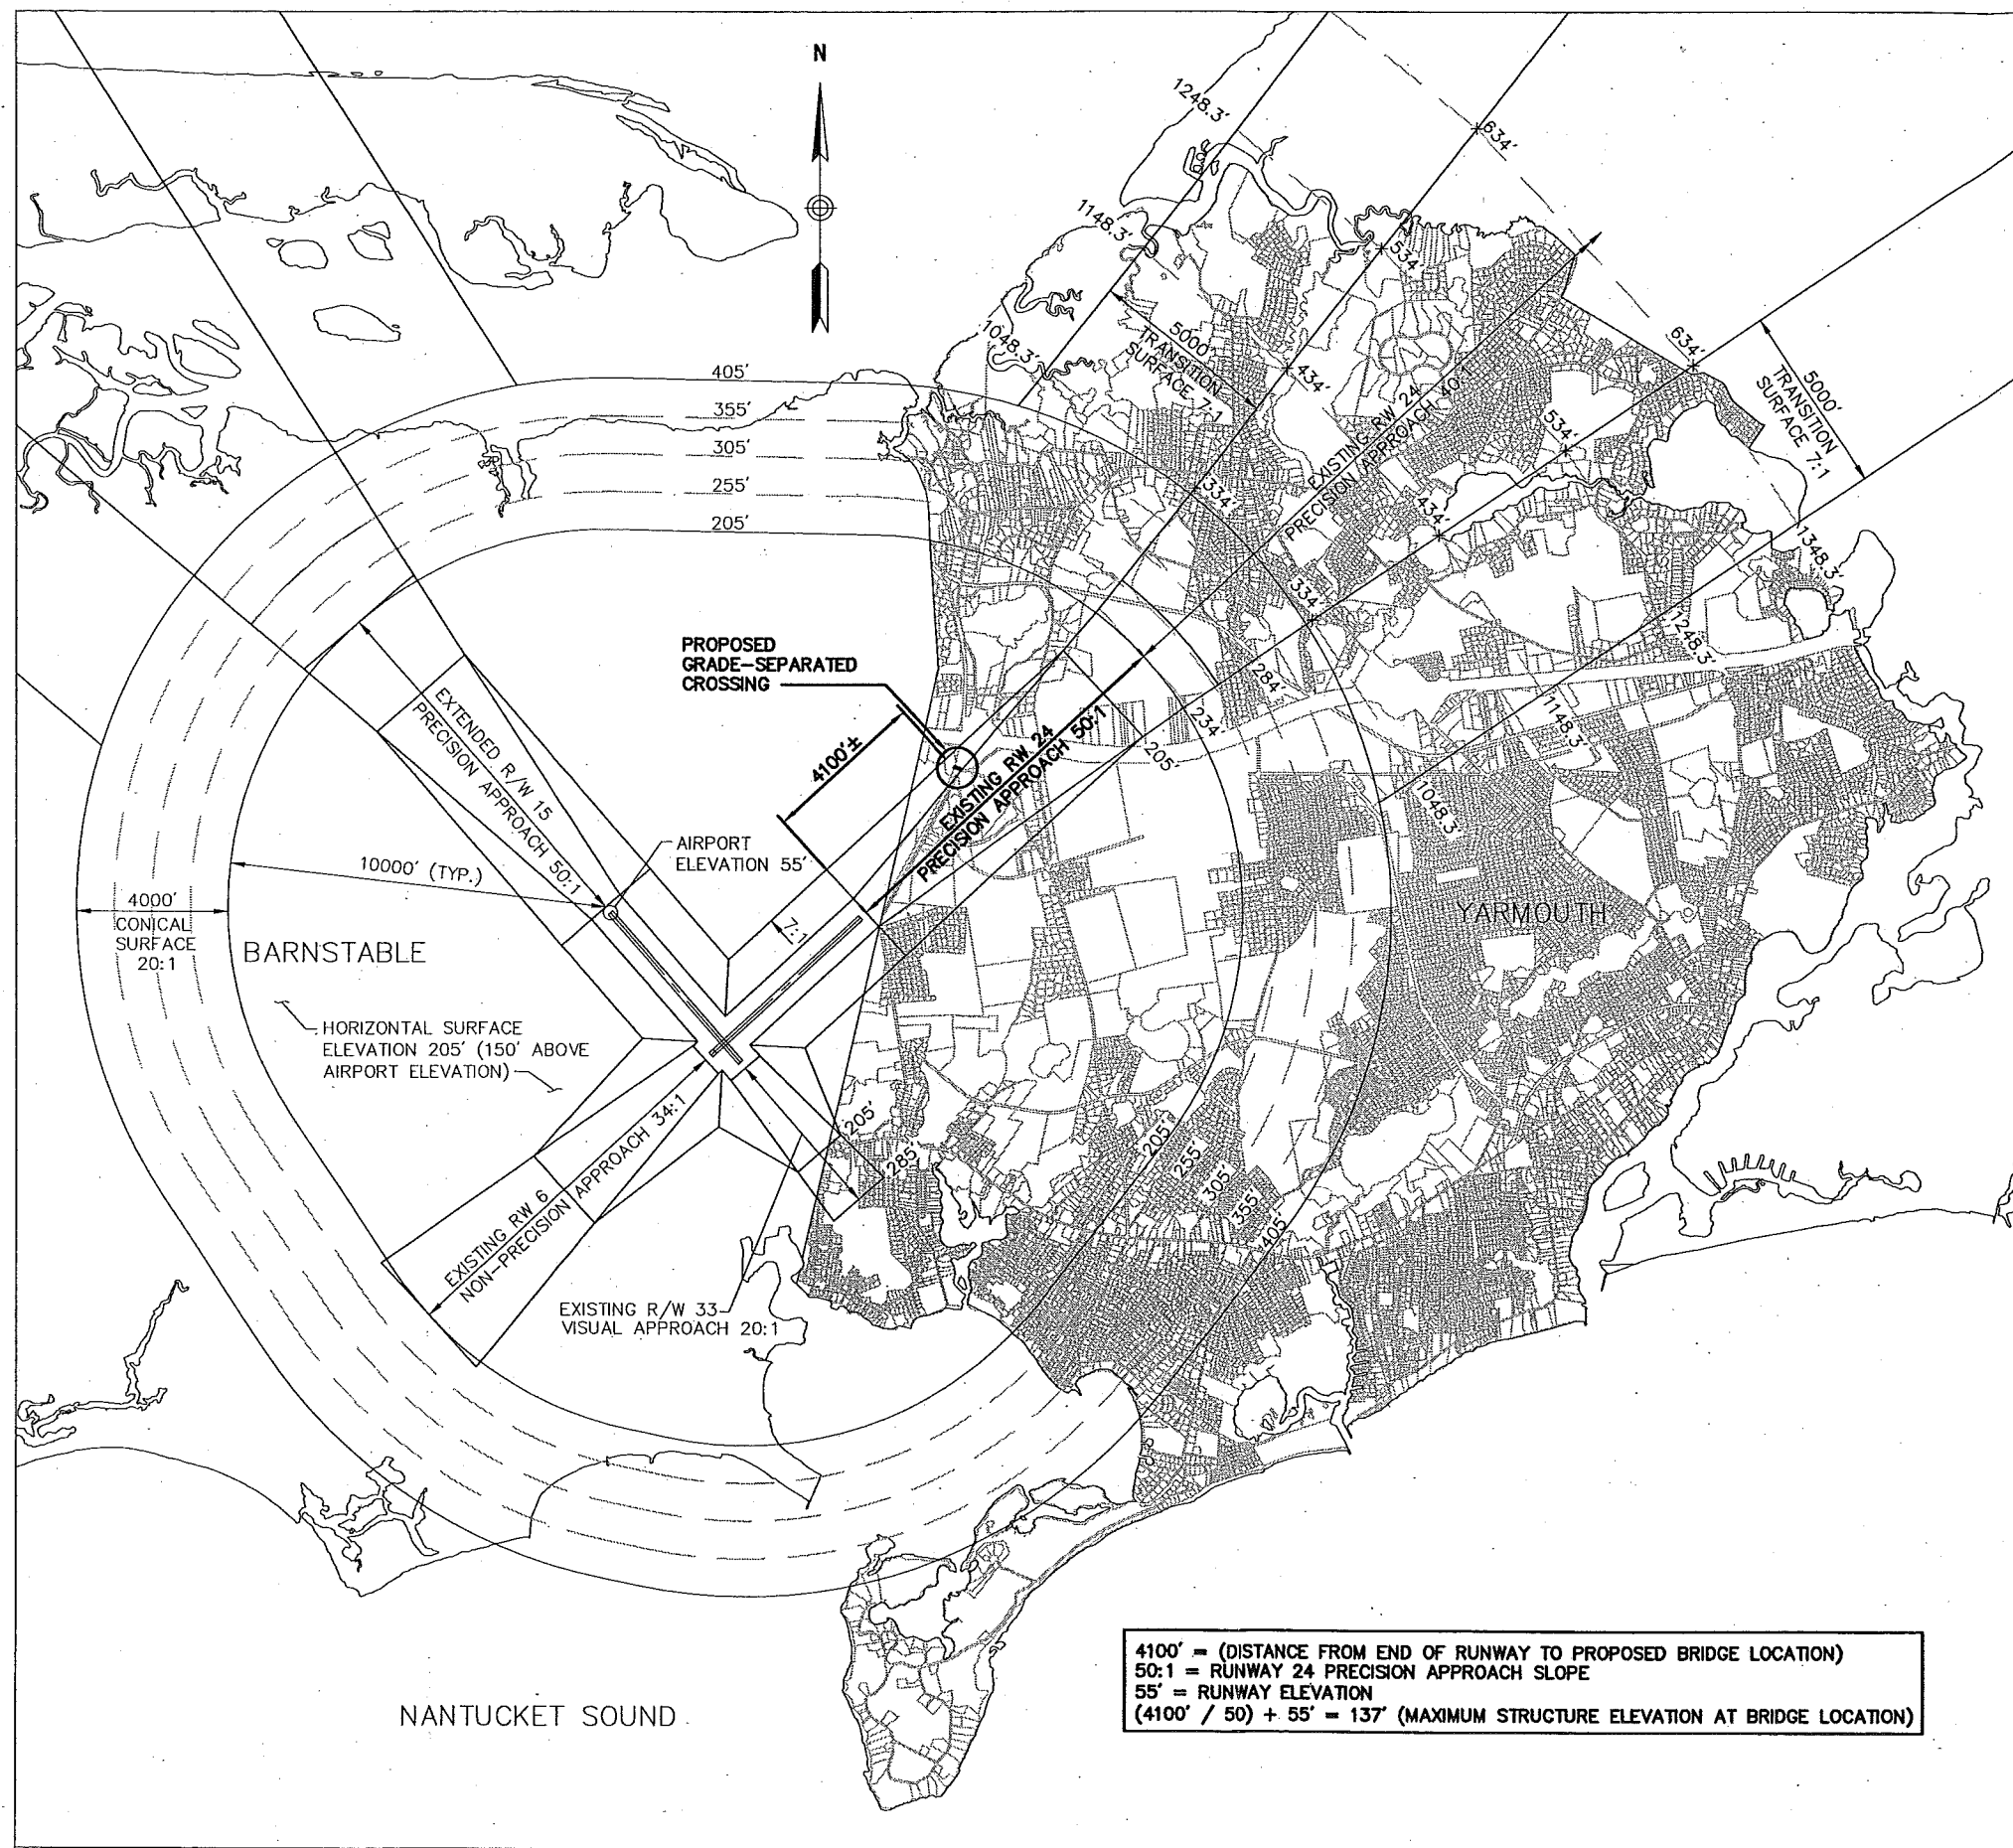 N
1248.3'
634'
1148.3'
534'
1048.3'
5000'
TRANSITION
SURFACE 7:1
434'
EXISTING RW 24
PRECISION APPROACH 40:1
634'
5000'
TRANSITION
SURFACE 7:1
534'
434'
334'
334'
1348.3'
1248.3'
1148.3'
1048.3'
284'
234'
205'
405'
355'
305'
255'
205'
PROPOSED
GRADE-SEPARATED
CROSSING
4100'±
EXISTING RW 24
PRECISION APPROACH 50:1
EXTENDED R/W 15
PRECISION APPROACH 50:1
AIRPORT
ELEVATION 55'
10000' (TYP.)
4000'
CONICAL
SURFACE
20:1
BARNSTABLE
7:1
YARMOUTH
HORIZONTAL SURFACE
ELEVATION 205' (150' ABOVE
AIRPORT ELEVATION)
EXISTING RW 6
NON-PRECISION APPROACH 34:1
205'
285'
205'
255'
305'
355'
405'
EXISTING R/W 33
VISUAL APPROACH 20:1
4100' = (DISTANCE FROM END OF RUNWAY TO PROPOSED BRIDGE LOCATION)
50:1 = RUNWAY 24 PRECISION APPROACH SLOPE
55' = RUNWAY ELEVATION
(4100' / 50) + 55' = 137' (MAXIMUM STRUCTURE ELEVATION AT BRIDGE LOCATION)
NANTUCKET SOUND